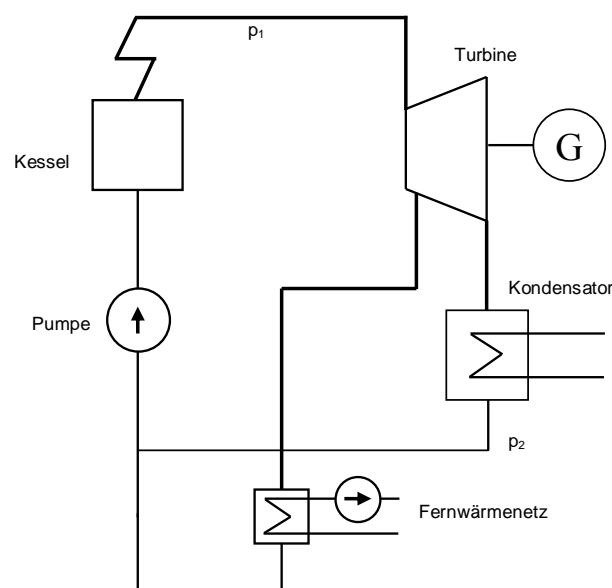 p₁
Turbine
G
Kessel
Kondensator
Pumpe
p₂
Fernwärmenetz